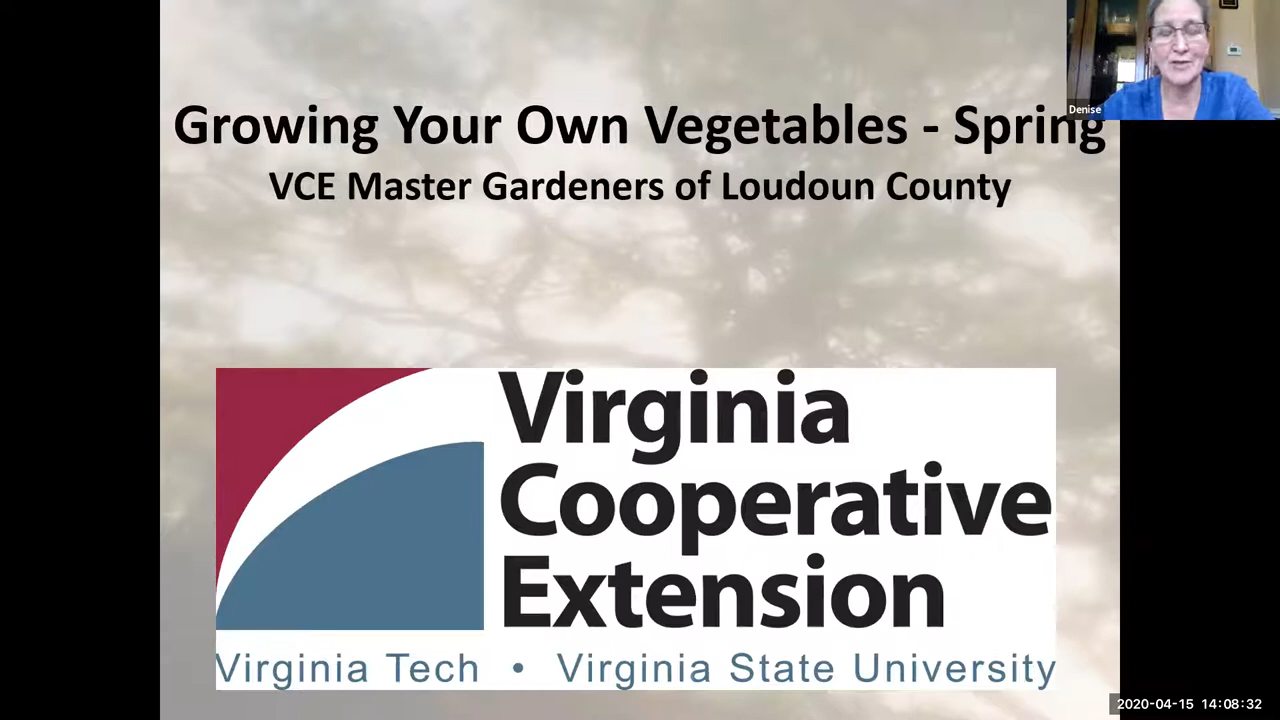 Growing Your Own Vegetables - Spring
VCE Master Gardeners of Loudoun County
Denise
Virginia
Cooperative
Extension
Virginia Tech • Virginia State University
2020-04-15 14:08:32